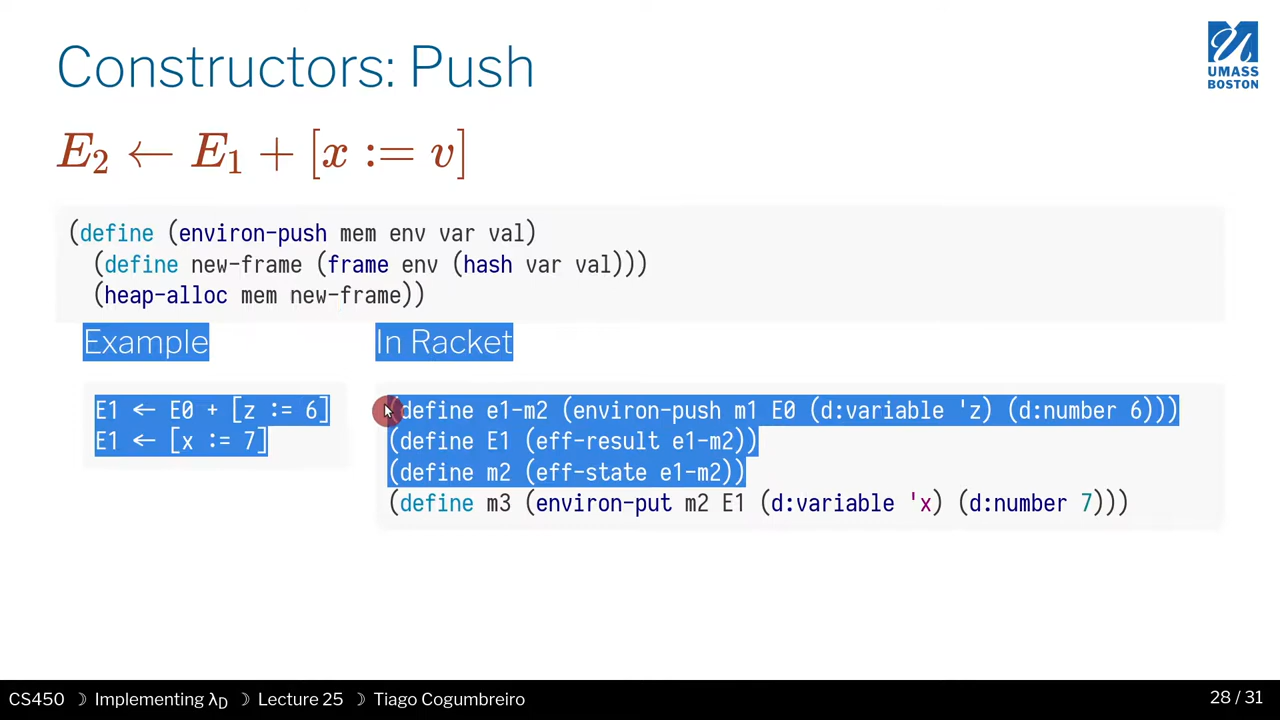 Constructors: Push
UMASS
BOSTON
E₂ ← E₁ + [x := v]
(define (environ-push mem env var val)
  (define new-frame (frame env (hash var val)))
  (heap-alloc mem new-frame))
Example
E1 ← E0 + [z := 6]
E1 ← [x := 7]
In Racket
(define e1-m2 (environ-push m1 E0 (d:variable 'z) (d:number 6)))
(define E1 (eff-result e1-m2))
(define m2 (eff-state e1-m2))
(define m3 (environ-put m2 E1 (d:variable 'x) (d:number 7)))
CS450 ☽ Implementing λD ☽ Lecture 25 ☽ Tiago Cogumbreiro
28 / 31